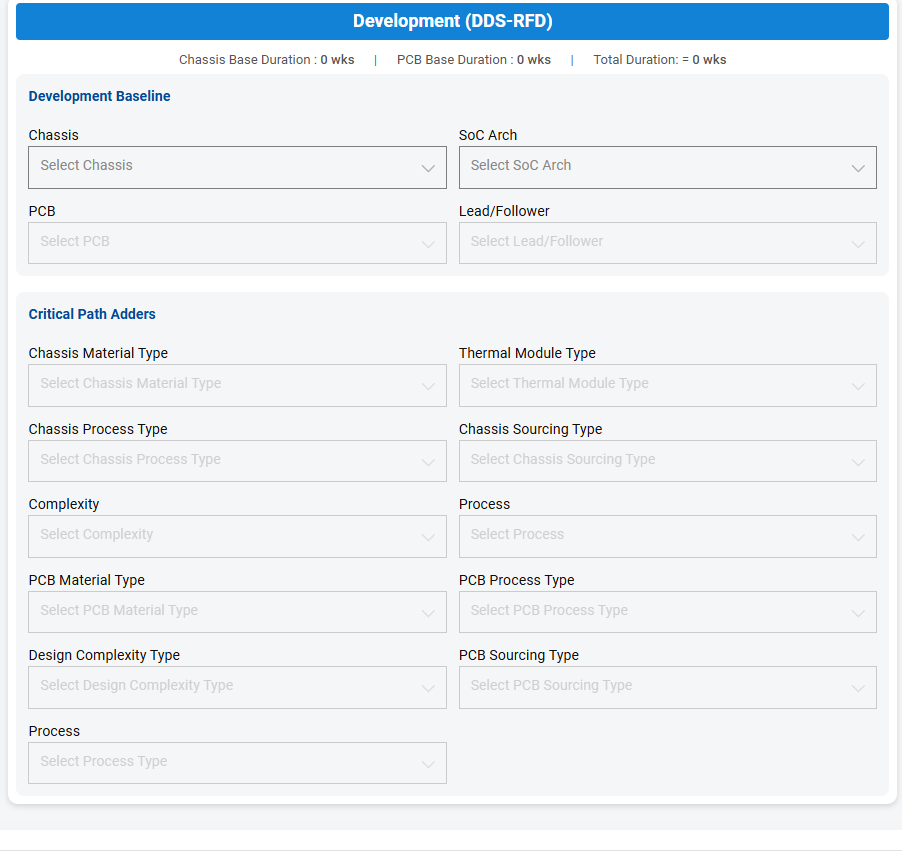 Development (DDS-RFD)
Chassis Base Duration : 0 wks | PCB Base Duration : 0 wks | Total Duration: = 0 wks
Development Baseline
Chassis SoC Arch
Select Chassis Select SoC Arch
PCB Lead/Follower
Select PCB Select Lead/Follower
Critical Path Adders
Chassis Material Type Thermal Module Type
Select Chassis Material Type Select Thermal Module Type
Chassis Process Type Chassis Sourcing Type
Select Chassis Process Type Select Chassis Sourcing Type
Complexity Process
Select Complexity Select Process
PCB Material Type PCB Process Type
Select PCB Material Type Select PCB Process Type
Design Complexity Type PCB Sourcing Type
Select Design Complexity Type Select PCB Sourcing Type
Process
Select Process Type